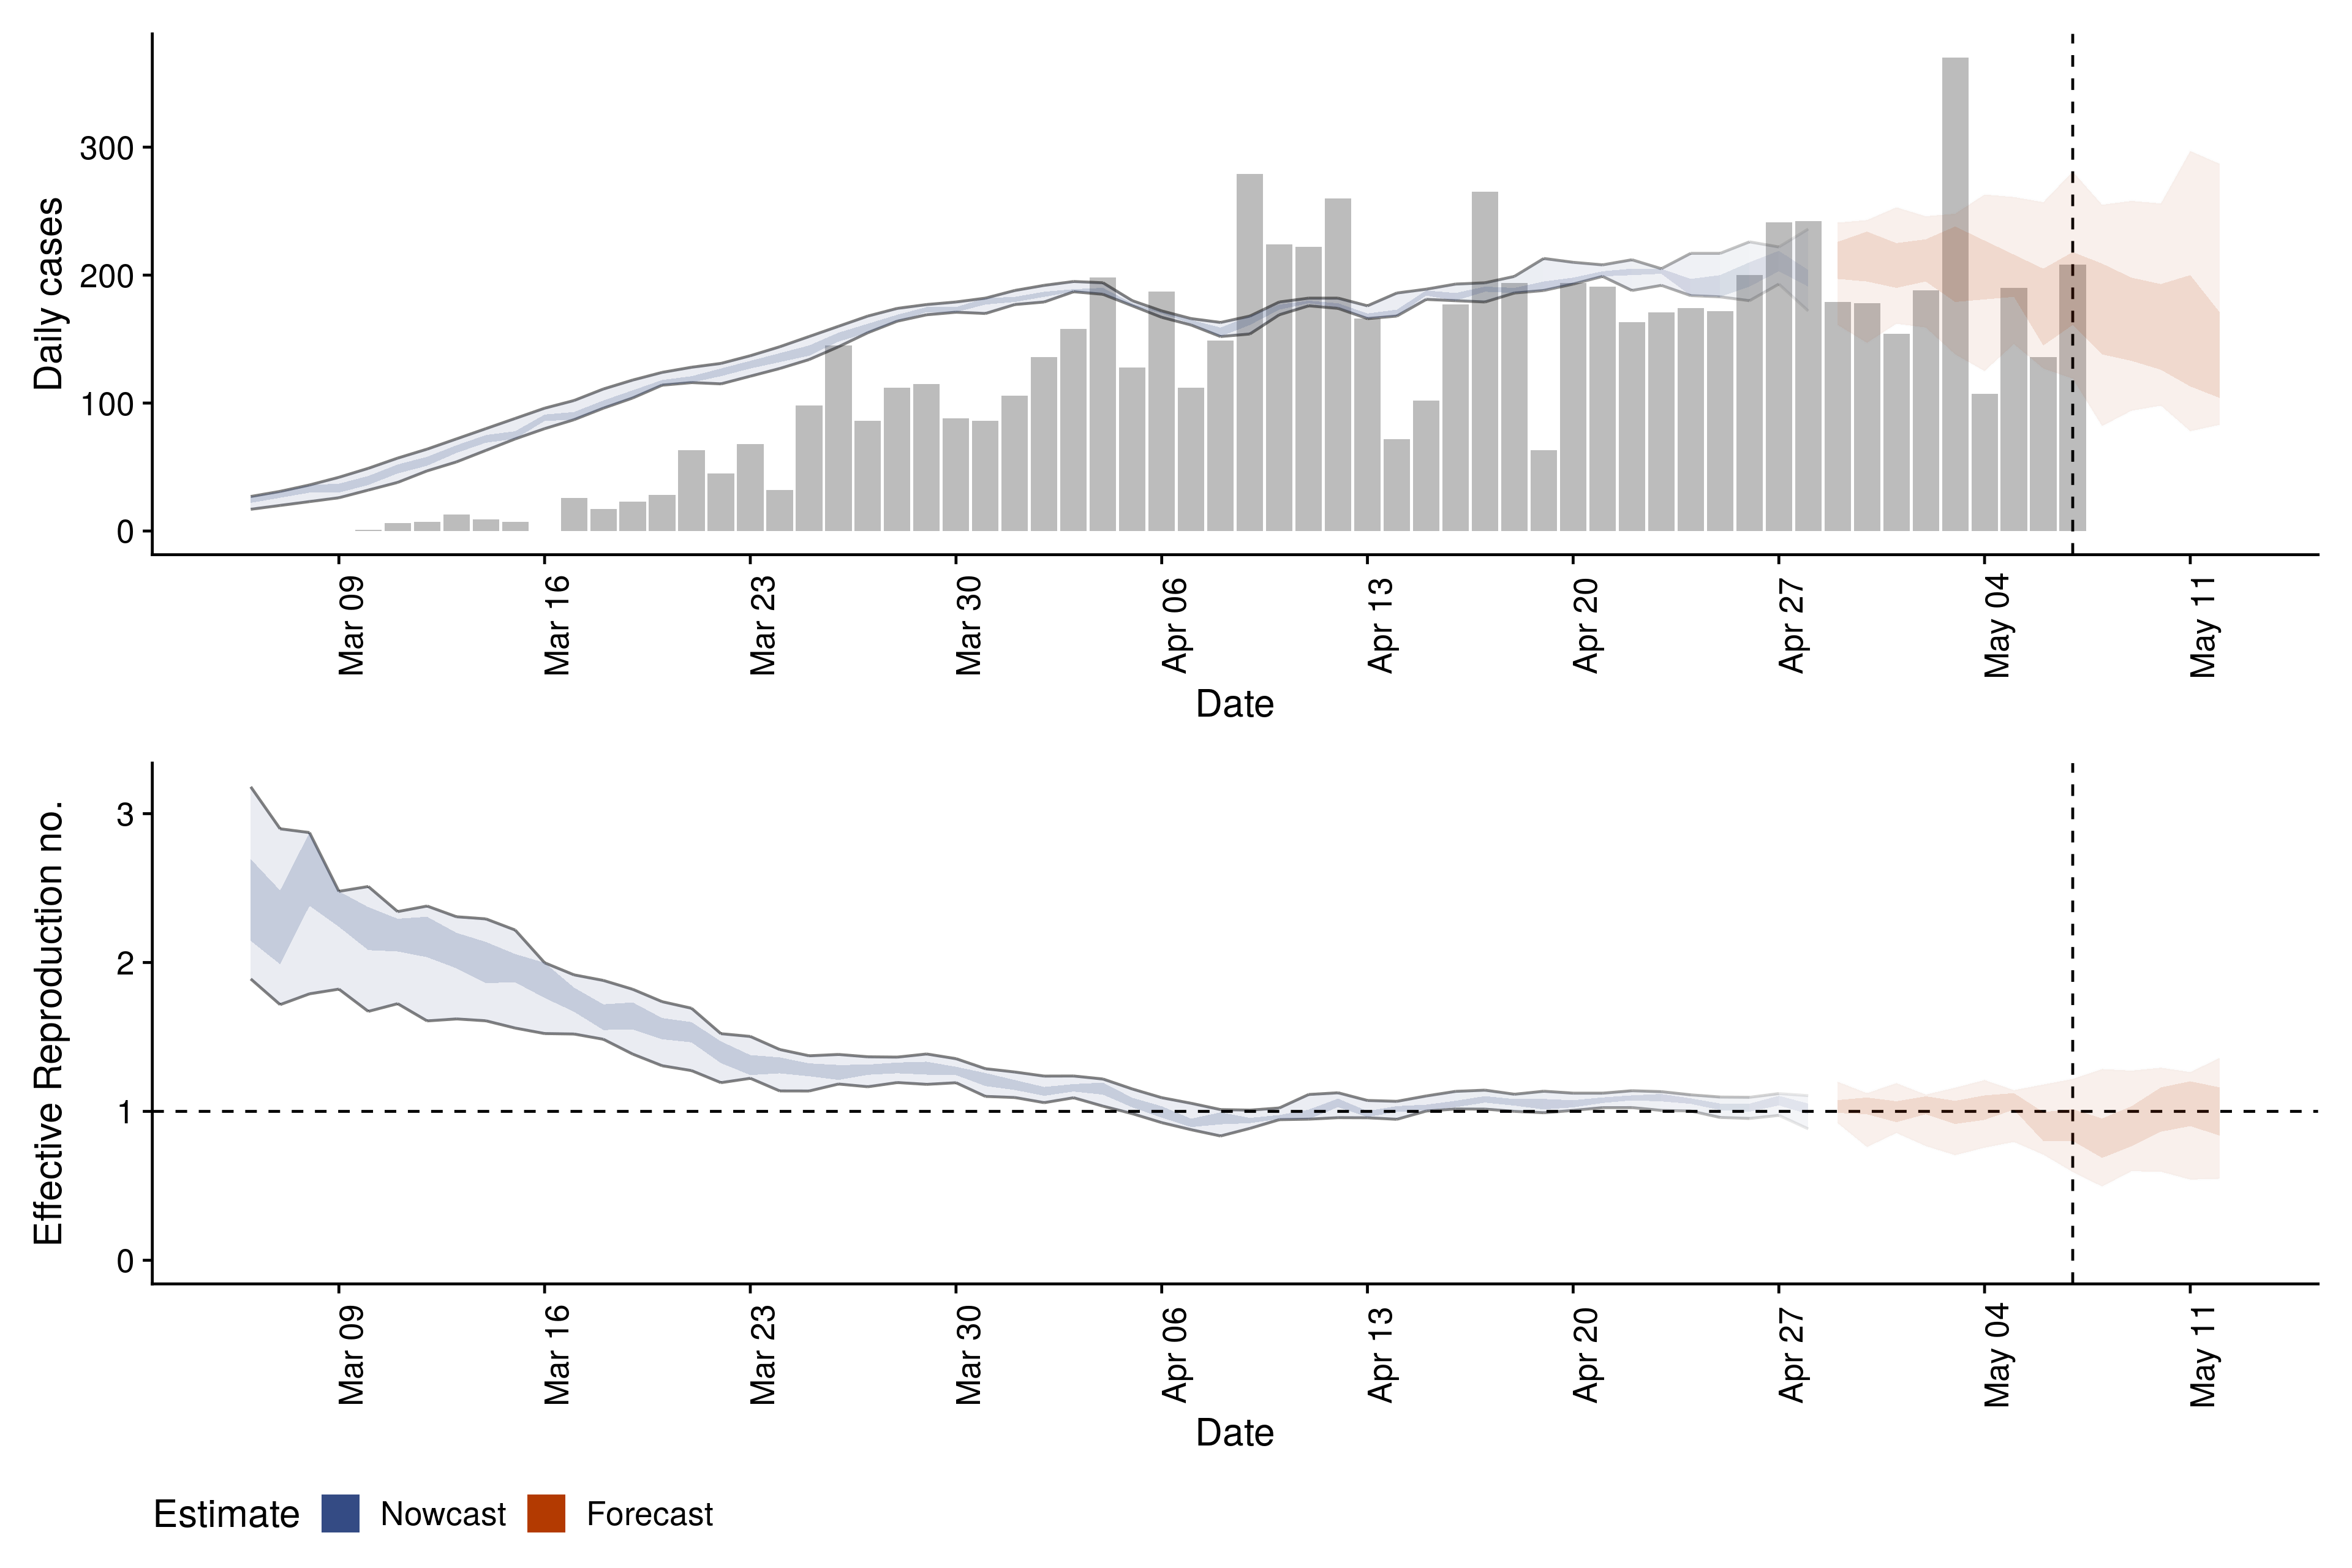 Daily cases
300
200
100
0
Mar 09
Mar 16
Mar 23
Mar 30
Apr 06
Apr 13
Apr 20
Apr 27
May 04
May 11
Date
Effective Reproduction no.
3
2
1
0
Mar 09
Mar 16
Mar 23
Mar 30
Apr 06
Apr 13
Apr 20
Apr 27
May 04
May 11
Date
Estimate Nowcast Forecast